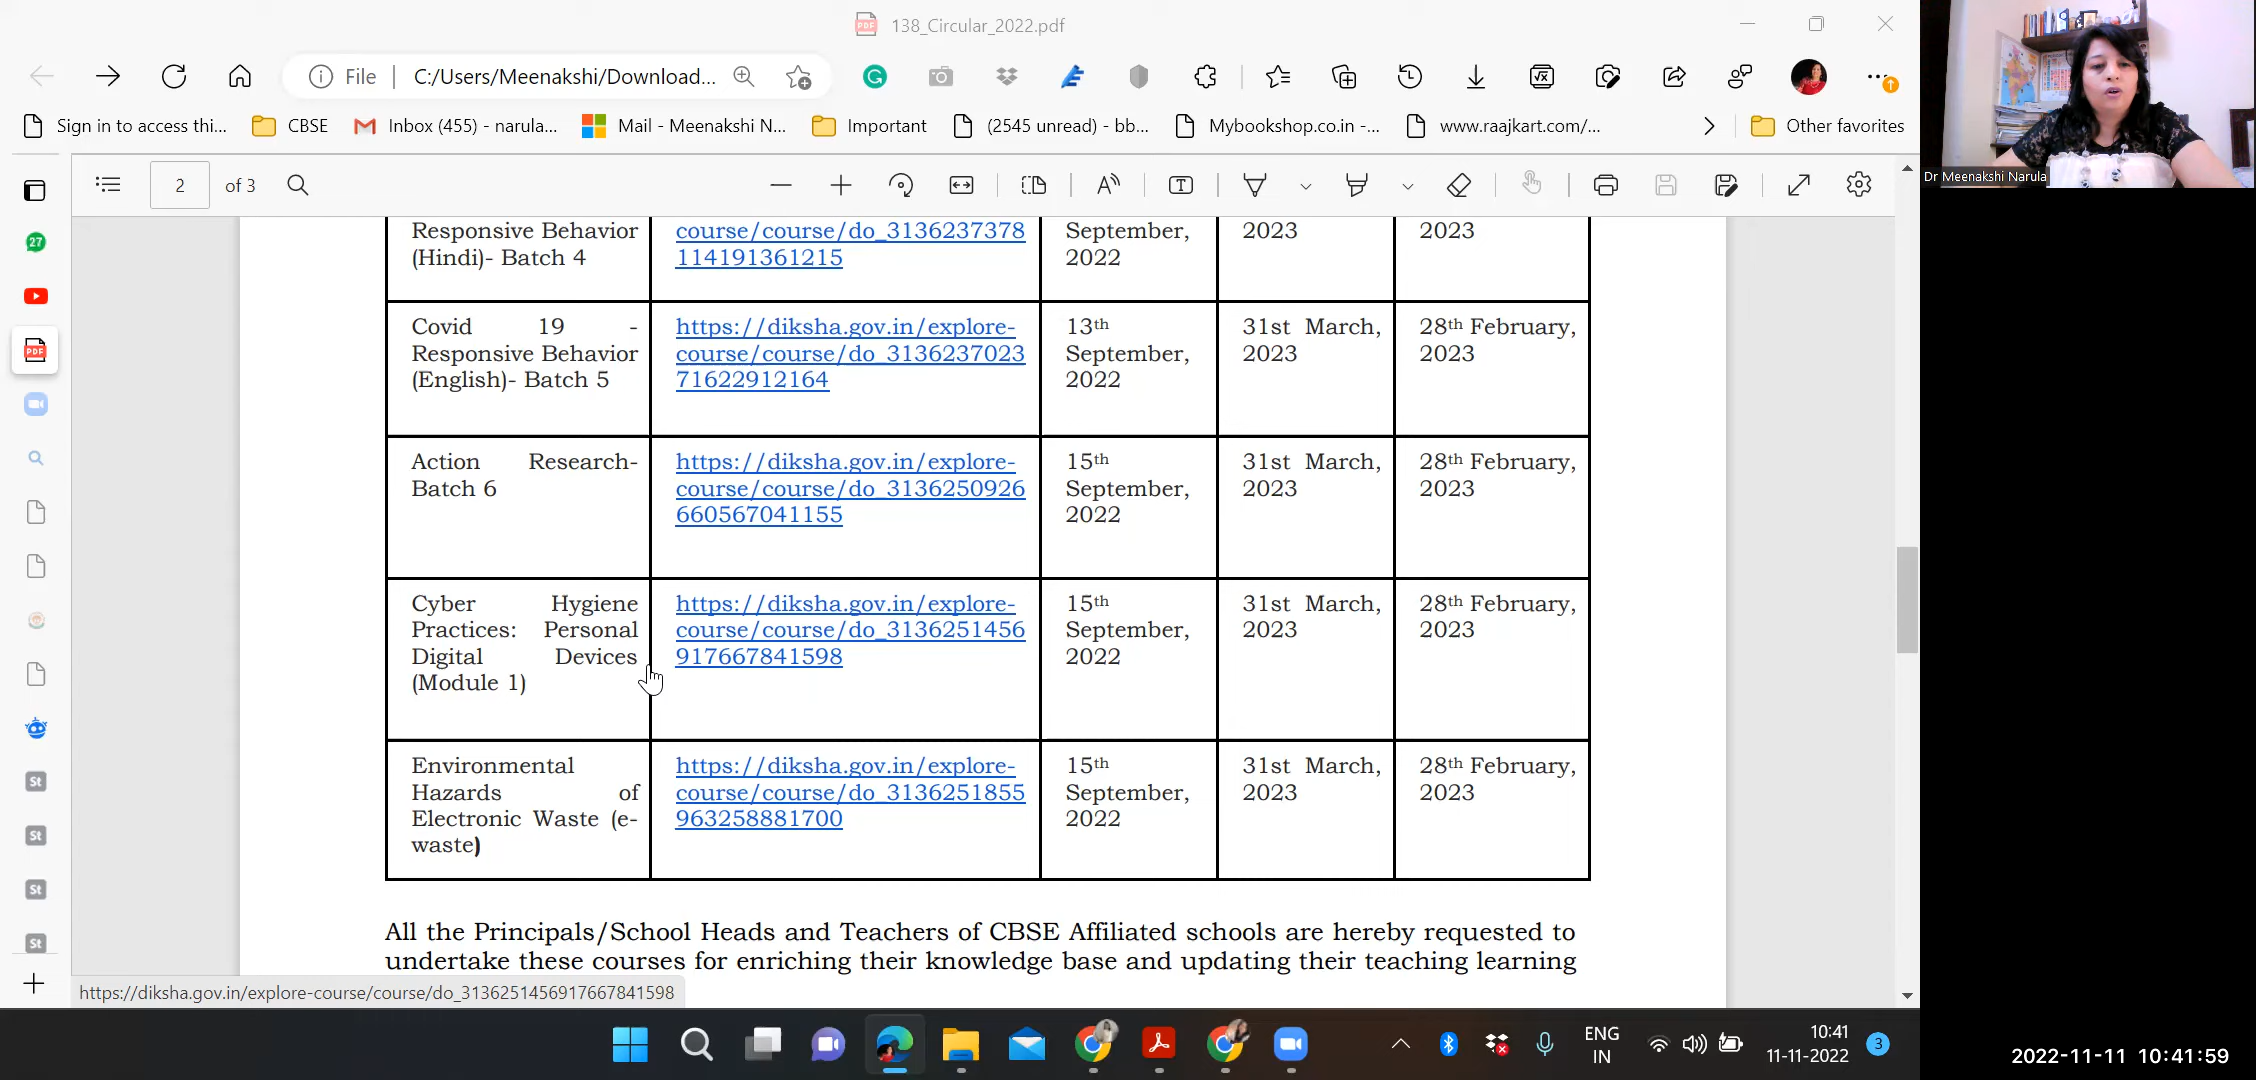 138_Circular_2022.pdf
File
C:/Users/Meenakshi/Download...
Sign in to access thi...
CBSE
Inbox (455) - narula...
Mail - Meenakshi N...
Important
(2545 unread) - bb...
Mybookshop.co.in -...
www.raajkart.com/...
Other favorites
Dr Meenakshi Narula
2 of 3
27
PDF
Responsive Behavior
(Hindi)- Batch 4
course/course/do_3136237378
114191361215
September,
2022
2023
2023
Covid 19 -
Responsive Behavior
(English)- Batch 5
https://diksha.gov.in/explore-
course/course/do_3136237023
71622912164
13th
September,
2022
31st March,
2023
28th February,
2023
Action Research-
Batch 6
https://diksha.gov.in/explore-
course/course/do_3136250926
660567041155
15th
September,
2022
31st March,
2023
28th February,
2023
Cyber Hygiene
Practices: Personal
Digital Devices
(Module 1)
https://diksha.gov.in/explore-
course/course/do_3136251456
917667841598
15th
September,
2022
31st March,
2023
28th February,
2023
Environmental
Hazards of
Electronic Waste (e-
waste)
https://diksha.gov.in/explore-
course/course/do_3136251855
963258881700
15th
September,
2022
31st March,
2023
28th February,
2023
All the Principals/School Heads and Teachers of CBSE Affiliated schools are hereby requested to
undertake these courses for enriching their knowledge base and updating their teaching learning
St
St
St
St
https://diksha.gov.in/explore-course/course/do_3136251456917667841598
ENG
IN
10:41
11-11-2022
3
2022-11-11 10:41:59